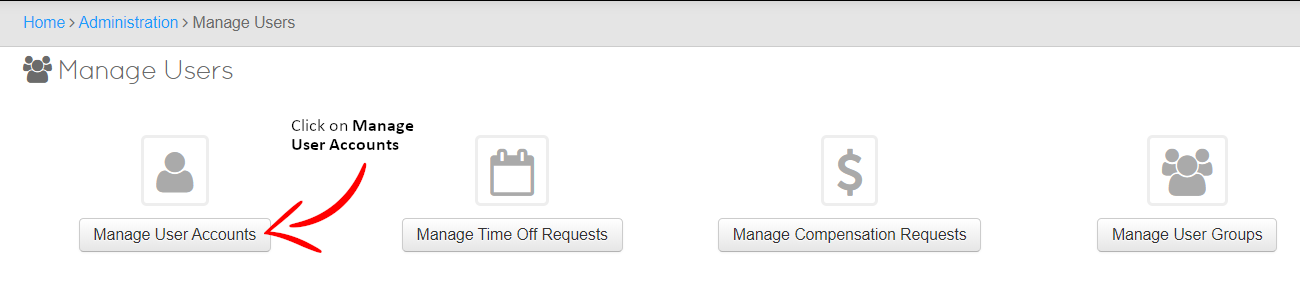 Home > Administration > Manage Users
Manage Users
Click on Manage
User Accounts
$
Manage User Accounts
Manage Time Off Requests
Manage Compensation Requests
Manage User Groups